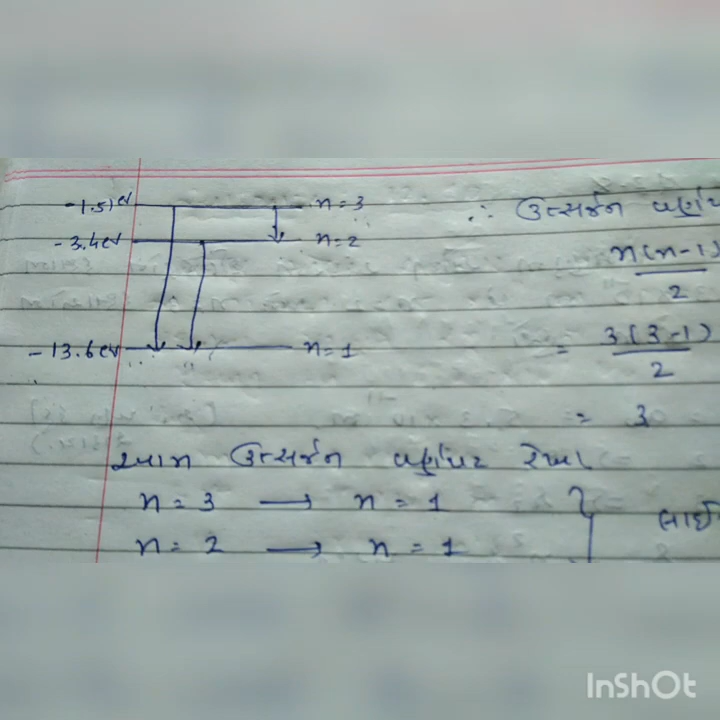 -1.51eV n = 3
∴ ઉત્સર્જન વર્ણપ
-3.4eV n = 2
n(n-1)
2
-13.6eV n = 1
= 3(3-1)
2
= 3
ઉત્સર્જન વર્ણપટ રેખા
n = 3 → n = 1
n = 2 → n = 1
InShOt